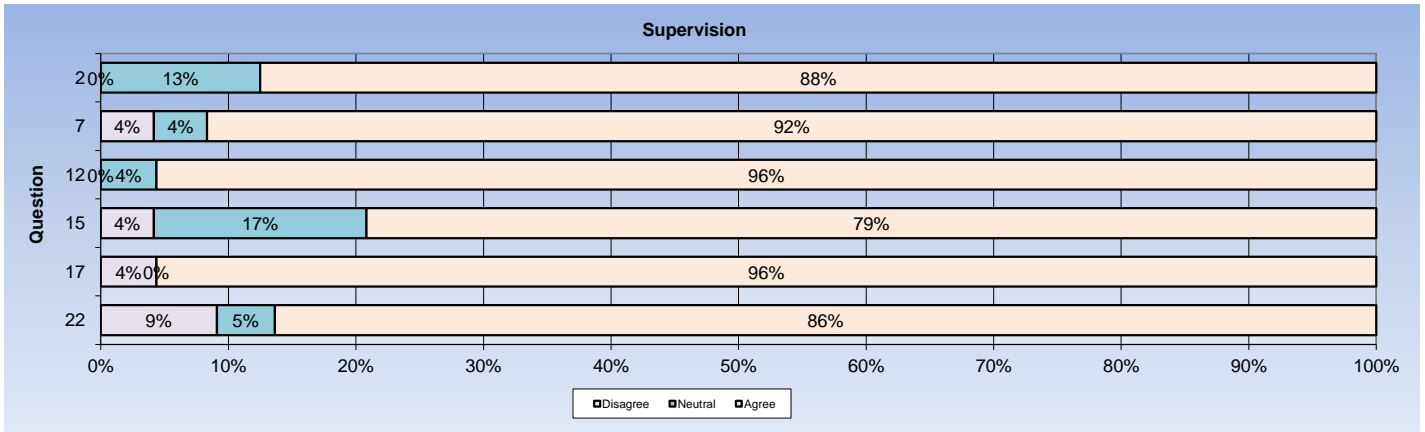 Supervision
Question
2 0% 13% 88%
7 4% 4% 92%
12 0% 4% 96%
15 4% 17% 79%
17 4% 0% 96%
22 9% 5% 86%
0% 10% 20% 30% 40% 50% 60% 70% 80% 90% 100%
Disagree Neutral Agree